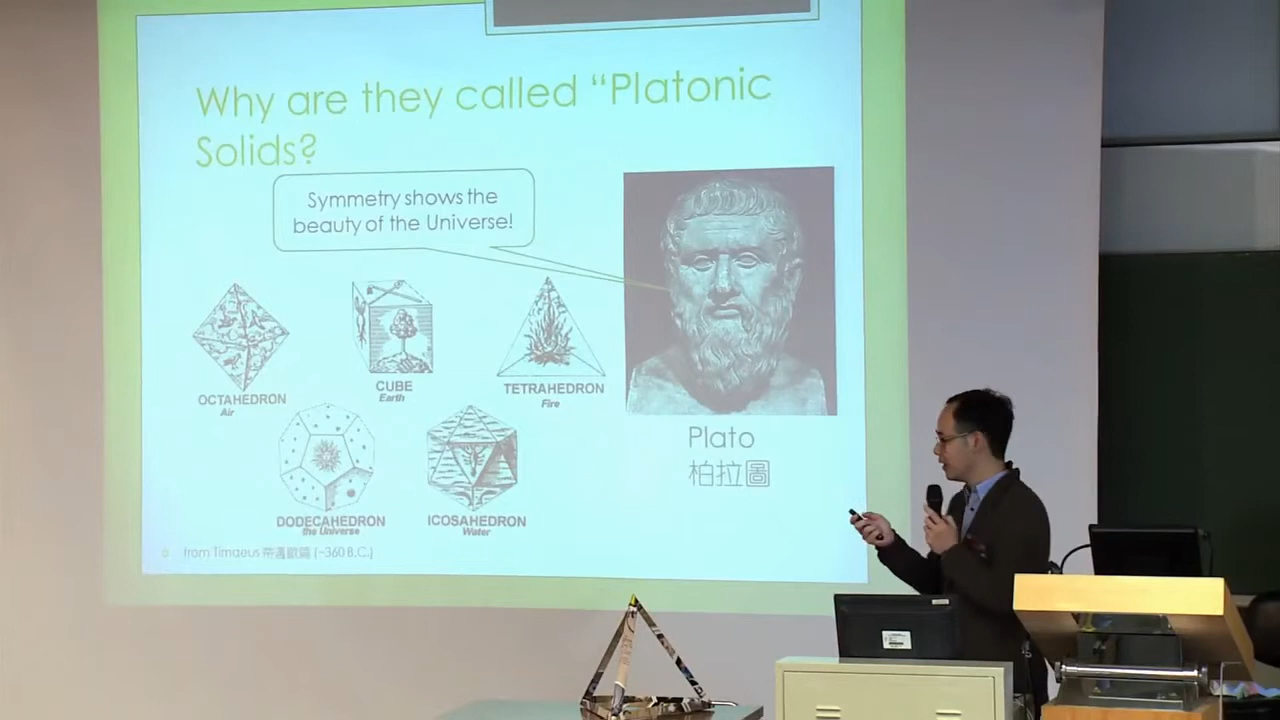 Why are they called “Platonic
Solids?
Symmetry shows the
beauty of the Universe!
OCTAHEDRON
Air
CUBE
Earth
TETRAHEDRON
Fire
DODECAHEDRON
the Universe
ICOSAHEDRON
Water
Plato
柏拉圖
from Timaeus 蒂邁歐篇 (~360 B.C.)